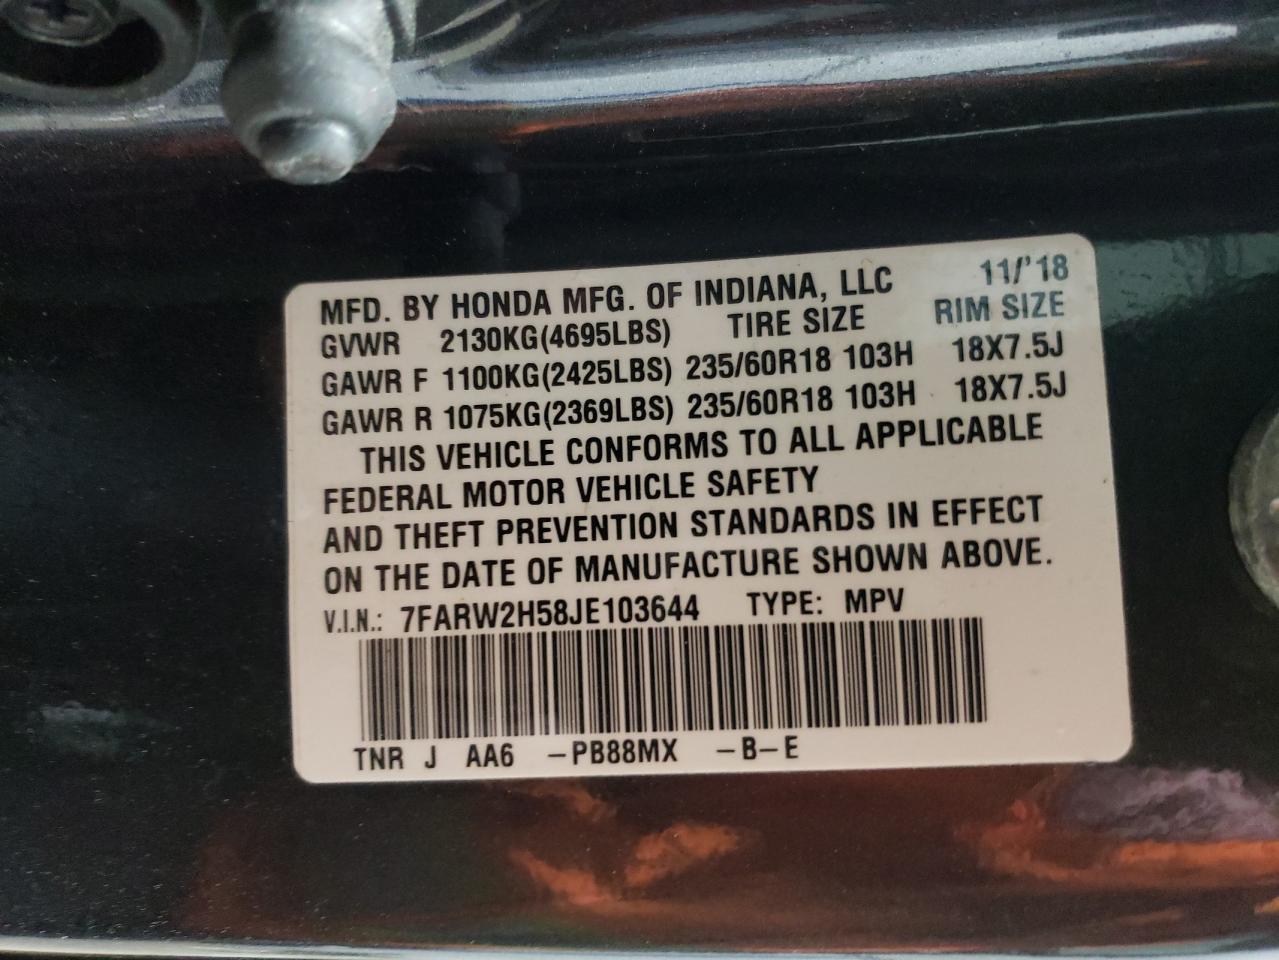 MFD. BY HONDA MFG. OF INDIANA, LLC 11/'18
GVWR 2130KG(4695LBS) TIRE SIZE RIM SIZE
GAWR F 1100KG(2425LBS) 235/60R18 103H 18X7.5J
GAWR R 1075KG(2369LBS) 235/60R18 103H 18X7.5J
THIS VEHICLE CONFORMS TO ALL APPLICABLE
FEDERAL MOTOR VEHICLE SAFETY
AND THEFT PREVENTION STANDARDS IN EFFECT
ON THE DATE OF MANUFACTURE SHOWN ABOVE.
V.I.N.: 7FARW2H58JE103644 TYPE: MPV
TNR J AA6 -PB88MX -B-E